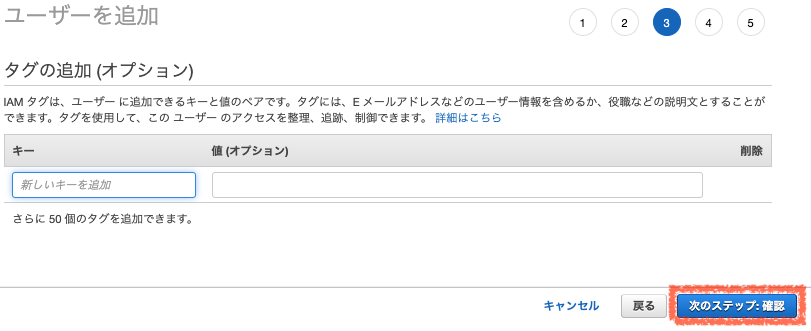 ユーザーを追加
1 2 3 4 5
タグの追加 (オプション)
IAM タグは、ユーザー に追加できるキーと値のペアです。タグには、E メールアドレスなどのユーザー情報を含めるか、役職などの説明文とすることが
できます。タグを使用して、この ユーザー のアクセスを整理、追跡、制御できます。 詳細はこちら
キー 値 (オプション) 削除
新しいキーを追加
さらに 50 個のタグを追加できます。
キャンセル 戻る 次のステップ: 確認